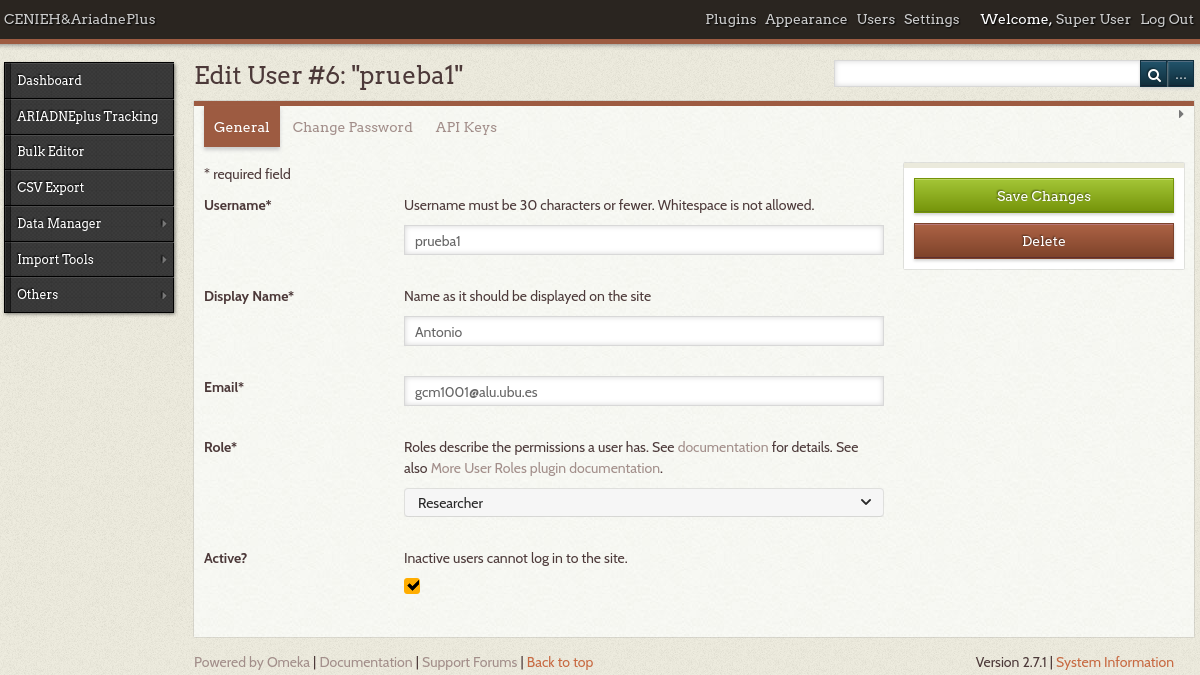 CENIEH&AriadnePlus
Plugins Appearance Users Settings Welcome, Super User Log Out
Dashboard
ARIADNEplus Tracking
Bulk Editor
CSV Export
Data Manager
Import Tools
Others
Edit User #6: "prueba1"
...
General Change Password API Keys
* required field
Username*
Username must be 30 characters or fewer. Whitespace is not allowed.
prueba1
Display Name*
Name as it should be displayed on the site
Antonio
Email*
gcm1001@alu.ubu.es
Role*
Roles describe the permissions a user has. See documentation for details. See
also More User Roles plugin documentation.
Researcher
Active?
Inactive users cannot log in to the site.
Save Changes
Delete
Powered by Omeka | Documentation | Support Forums | Back to top
Version 2.7.1 | System Information